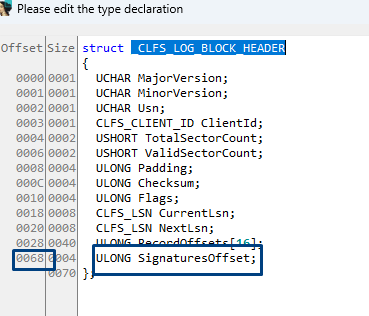 Please edit the type declaration
Offset Size struct _CLFS_LOG_BLOCK_HEADER
{
0000 0001 UCHAR MajorVersion;
0001 0001 UCHAR MinorVersion;
0002 0001 UCHAR Usn;
0003 0001 CLFS_CLIENT_ID ClientId;
0004 0002 USHORT TotalSectorCount;
0006 0002 USHORT ValidSectorCount;
0008 0004 ULONG Padding;
000C 0004 ULONG Checksum;
0010 0004 ULONG Flags;
0018 0008 CLFS_LSN CurrentLsn;
0020 0008 CLFS_LSN NextLsn;
0028 0040 ULONG RecordOffsets[16];
0068 0004 ULONG SignaturesOffset;
0070 };